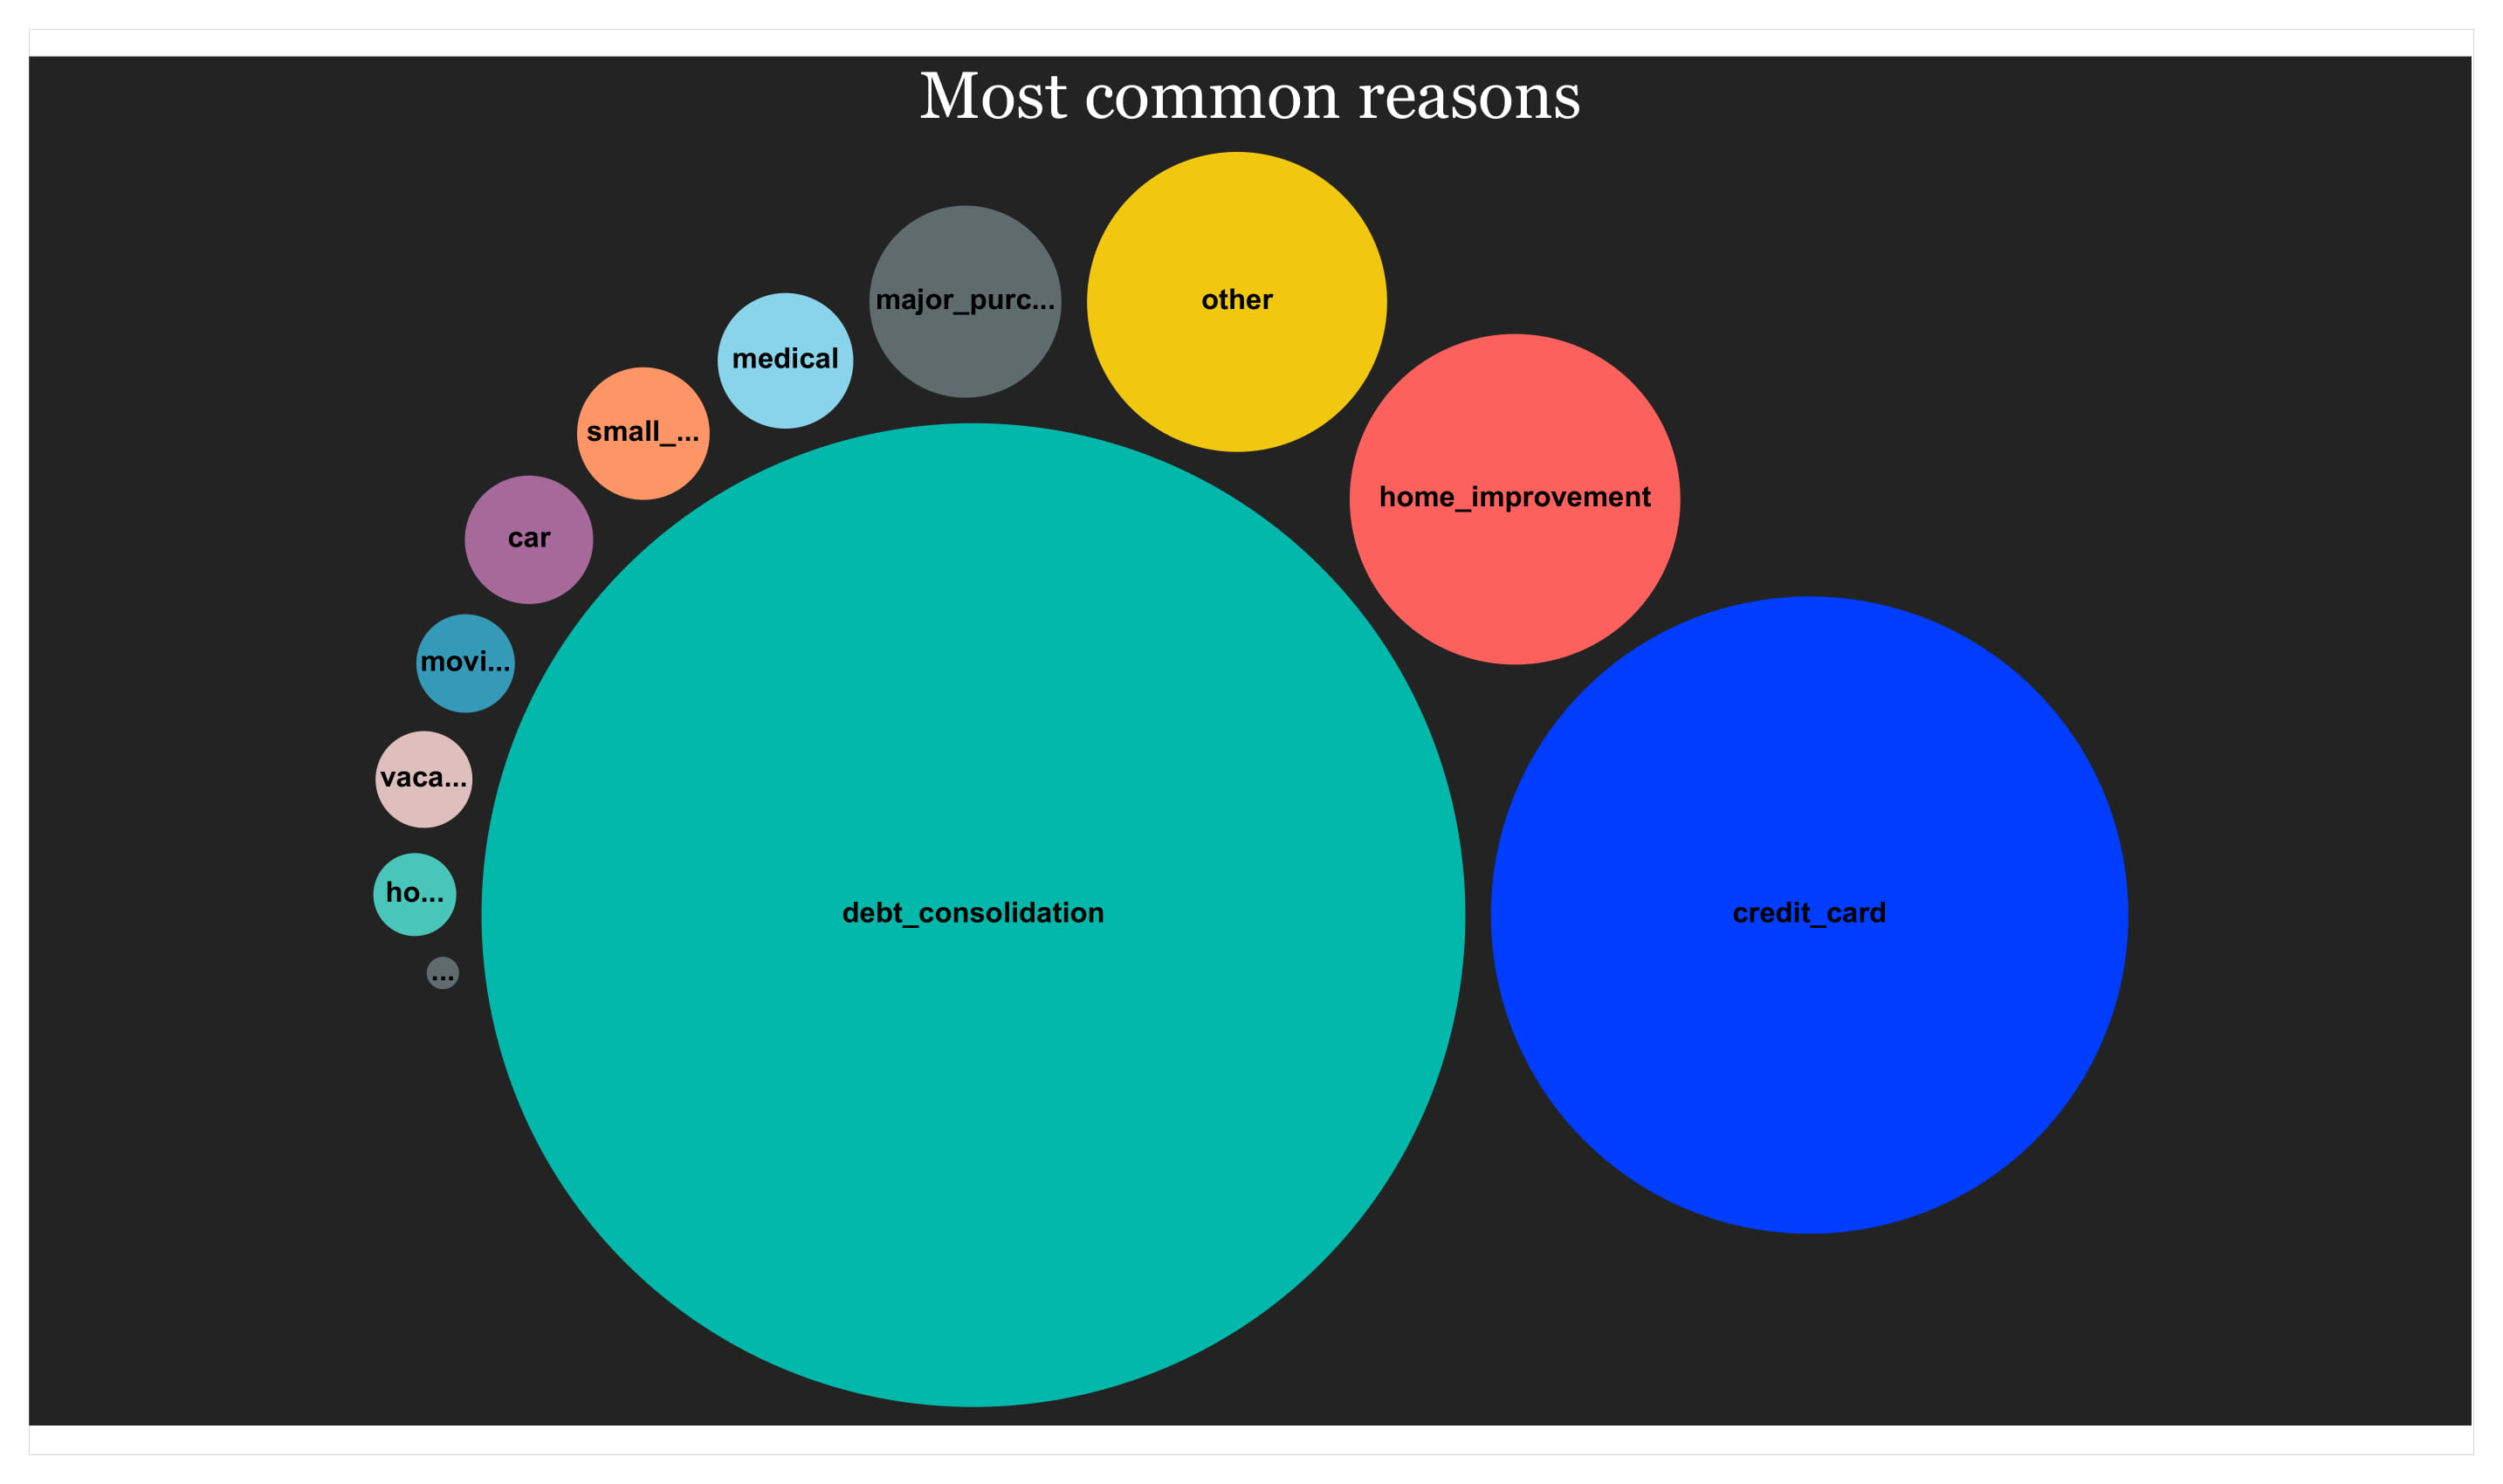 Most common reasons
other
major_purc...
medical
small_...
home_improvement
car
movi...
vaca...
ho...
debt_consolidation
credit_card
...